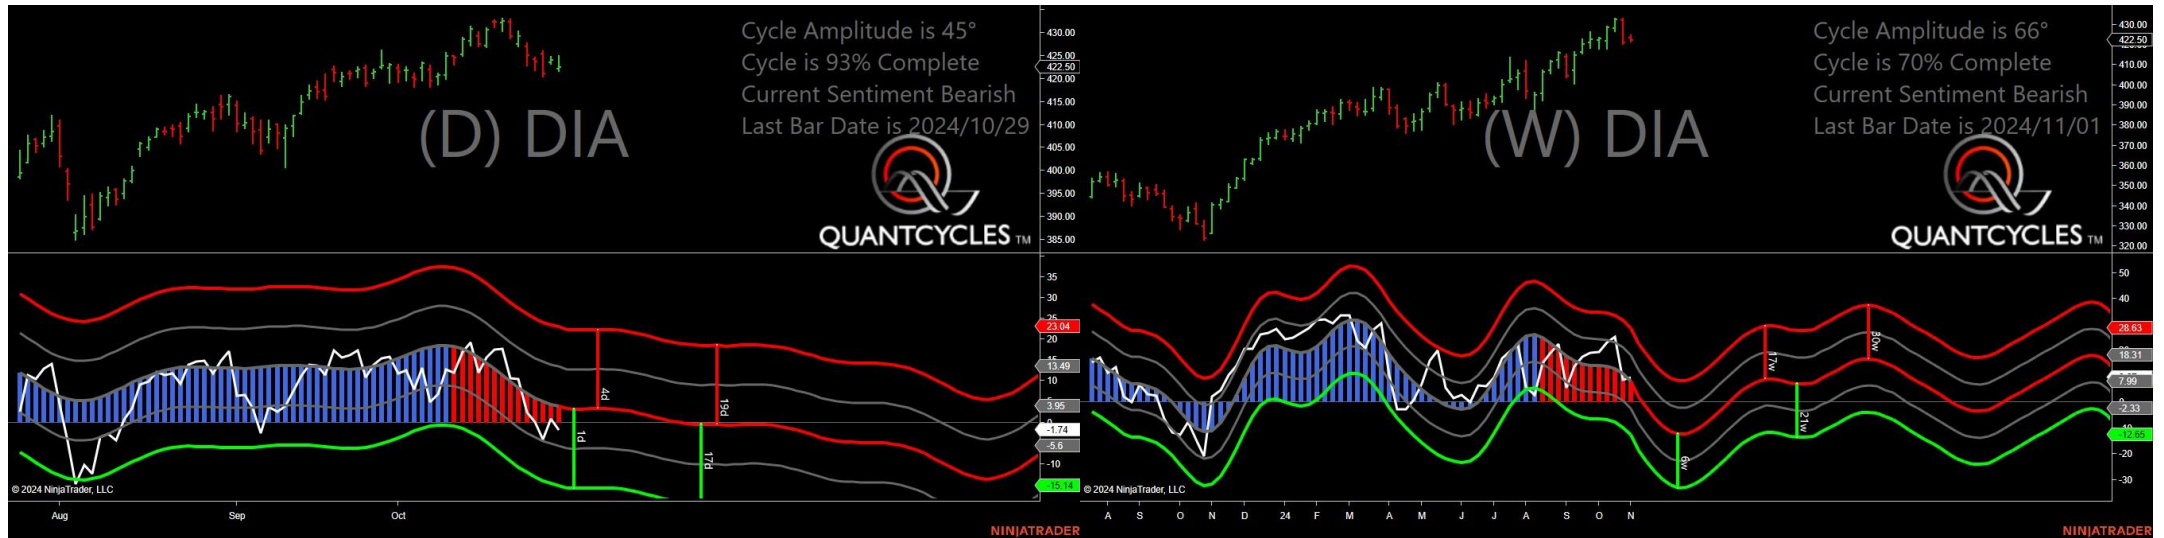 Cycle Amplitude is 45°
Cycle is 93% Complete
Current Sentiment Bearish
Last Bar Date is 2024/10/29
(D) DIA
QUANTCYCLES TM
430.00
425.00
422.50
420.00
415.00
410.00
405.00
400.00
395.00
390.00
385.00
35
30
25
23.04
20
15
13.49
10
3.95
-1.74
-5.6
-10
-15.14
4d
19d
1d
17d
© 2024 NinjaTrader, LLC
Aug Sep Oct
NINJATRADER
Cycle Amplitude is 66°
Cycle is 70% Complete
Current Sentiment Bearish
Last Bar Date is 2024/11/01
(W) DIA
QUANTCYCLES TM
430.00
422.50
410.00
400.00
390.00
380.00
370.00
360.00
350.00
340.00
330.00
320.00
50
40
28.63
18.31
7.99
-2.33
-12.65
-20
-30
17w
30w
6w
21w
© 2024 NinjaTrader, LLC
A S O N D 24 F M A M J J A S O N
NINJATRADER